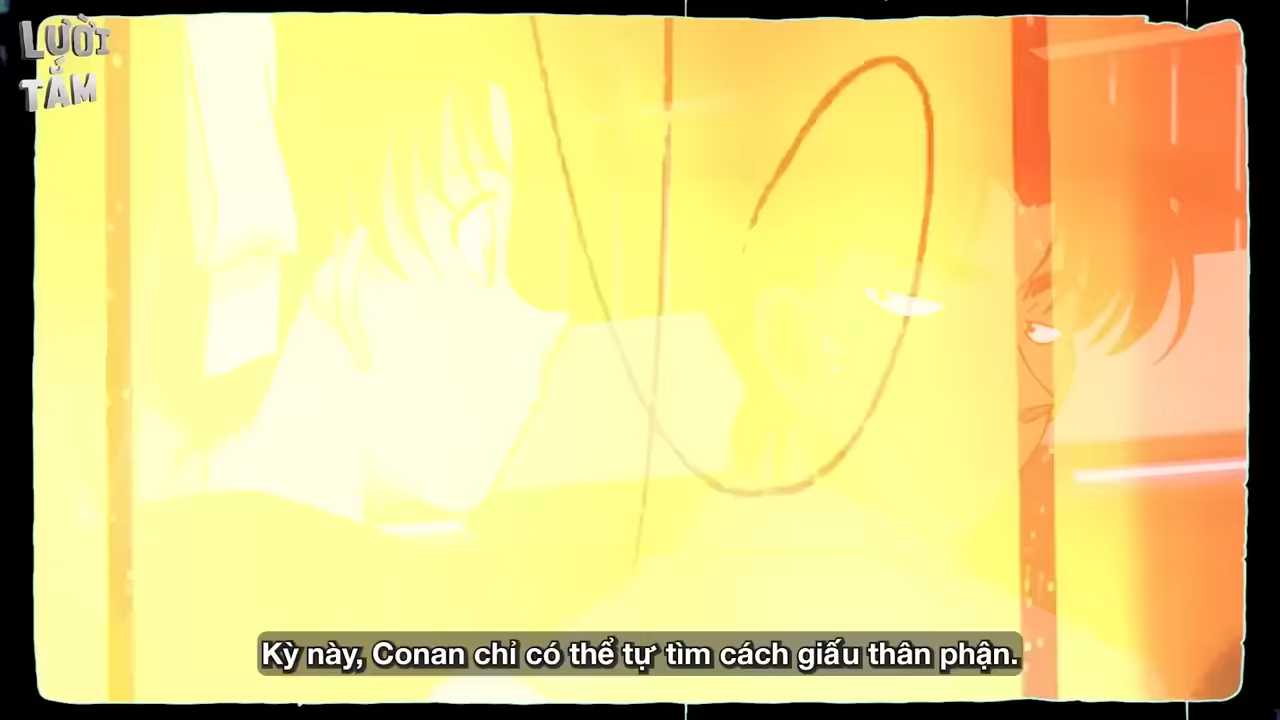 LƯỜI
TẮM
Kỳ này, Conan chỉ có thể tự tìm cách giấu thân phận.